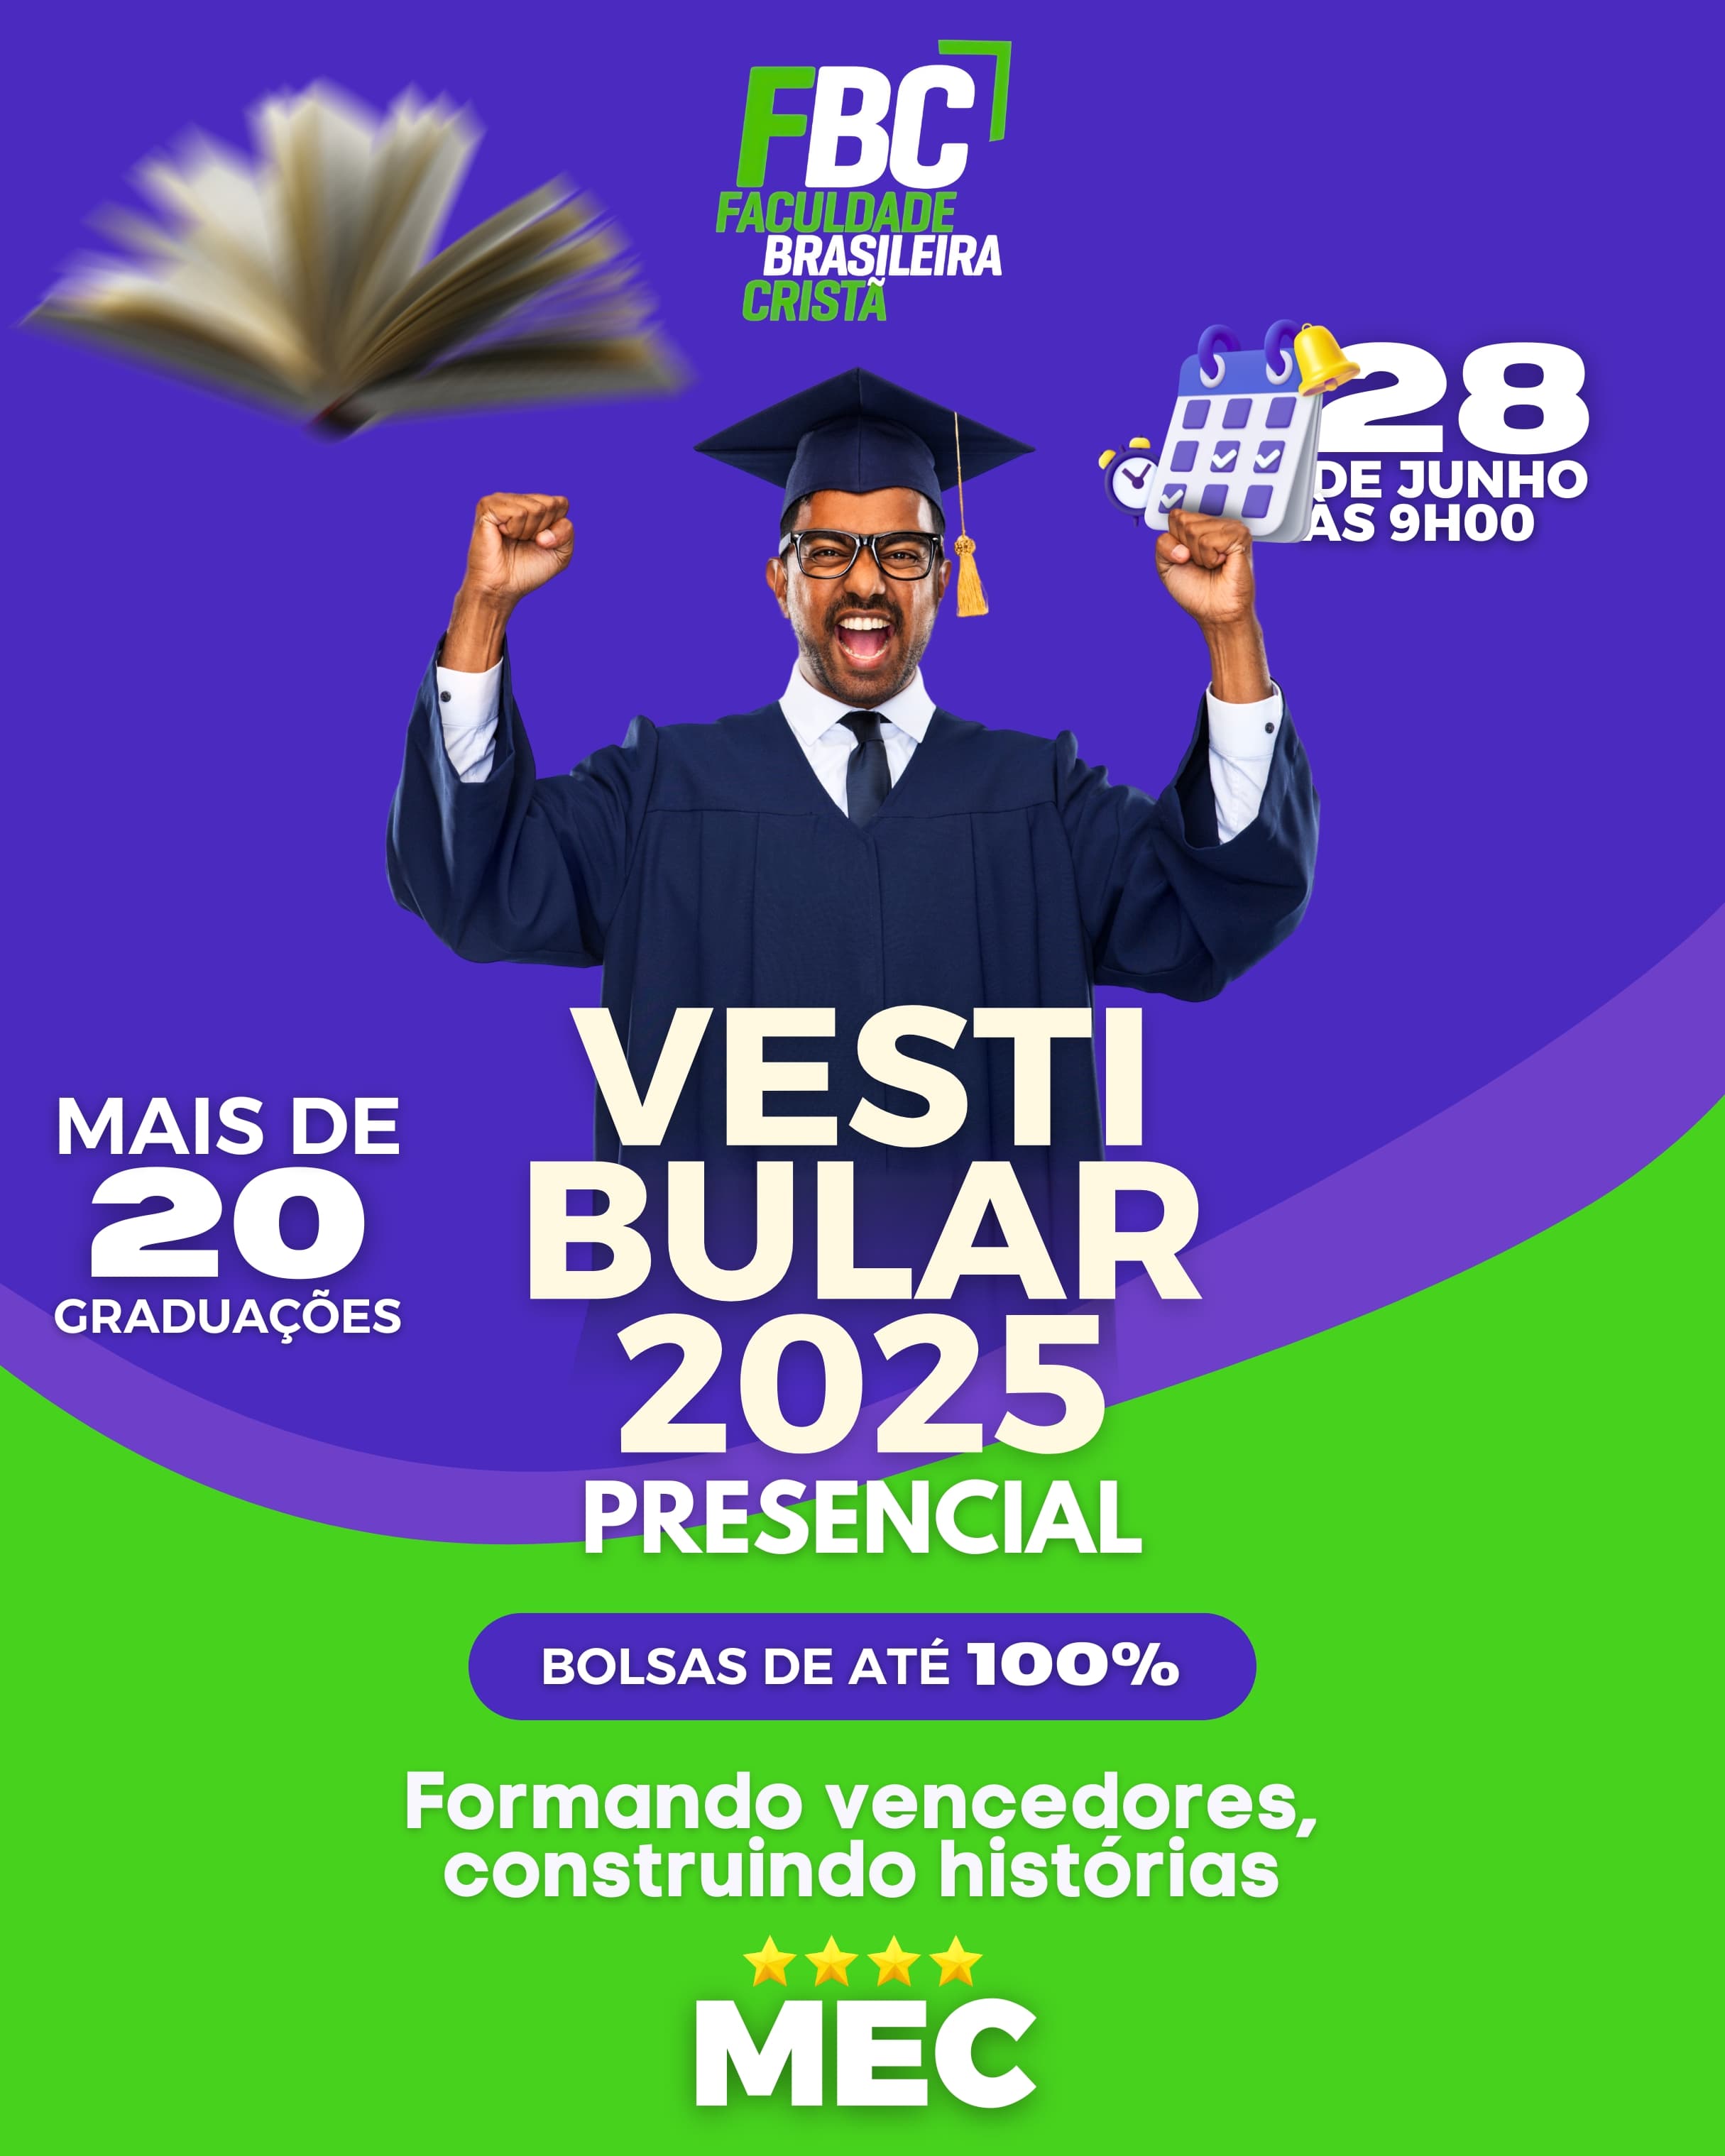 FBC
FACULDADE
BRASILEIRA
CRISTÃ
28
DE JUNHO
ÀS 9H00
MAIS DE
20
GRADUAÇÕES
VESTI
BULAR
2025
PRESENCIAL
BOLSAS DE ATÉ 100%
Formando vencedores,
construindo histórias
MEC